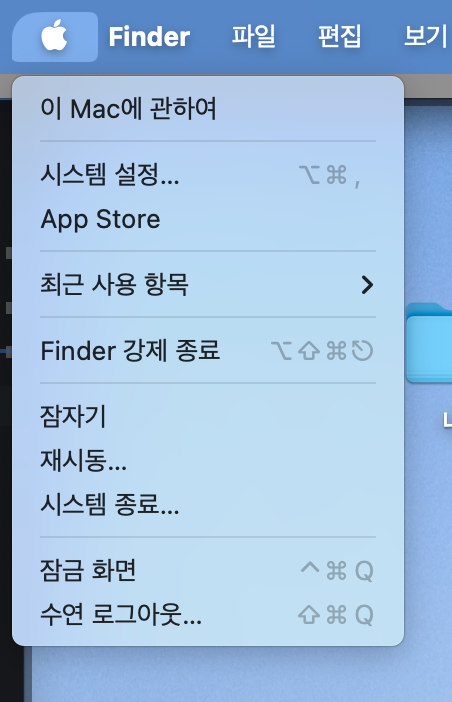 Finder 파일 편집 보기
이 Mac에 관하여
시스템 설정... ⌥⌘,
App Store
최근 사용 항목
Finder 강제 종료 ⌥⇧⌘⎋
잠자기
재시동...
시스템 종료...
잠금 화면 ^⌘Q
수연 로그아웃... ⇧⌘Q